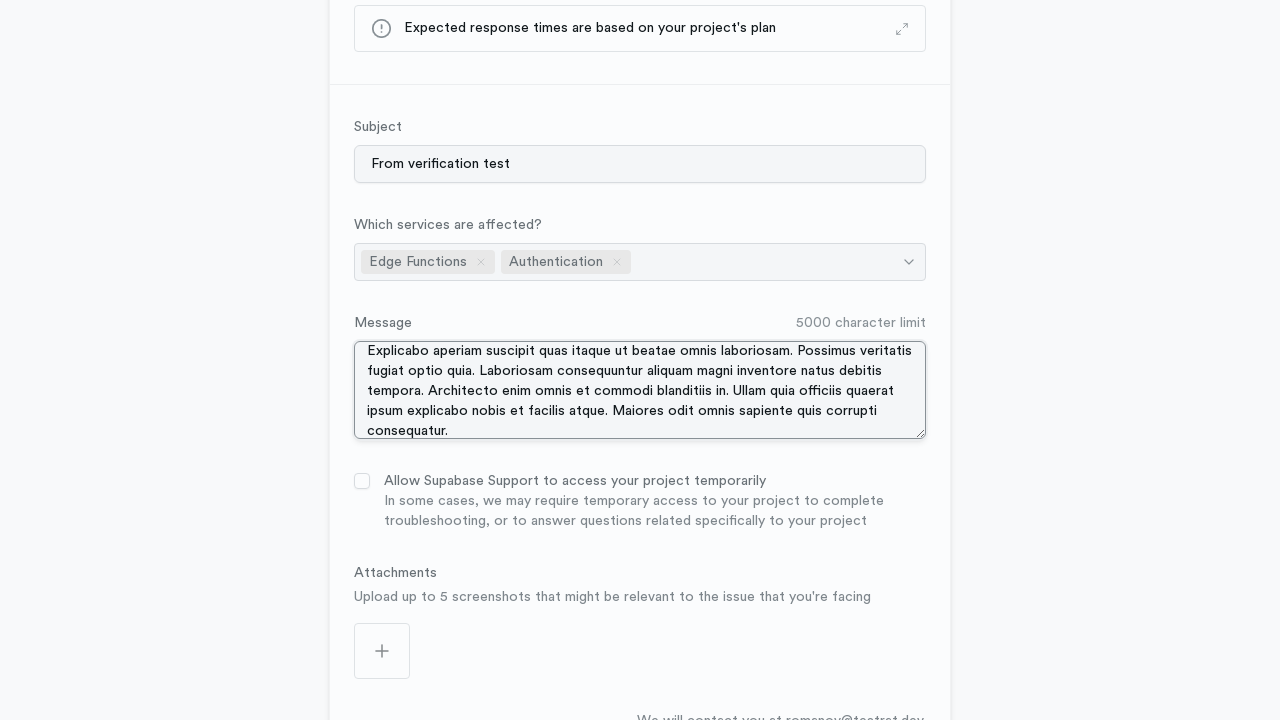 Expected response times are based on your project's plan
Subject
From verification test
Which services are affected?
Edge Functions
Authentication
Message
5000 character limit
Explicabo aperiam suscipit quas itaque ut beatae omnis laboriosam. Possimus veritatis
fugiat optio quia. Laboriosam consequuntur aliquam magni inventore natus debitis
tempora. Architecto enim omnis et commodi blanditiis in. Ullam quia officiis quaerat
ipsum explicabo nobis et facilis atque. Maiores odit omnis sapiente quis corrupti
consequatur.
Allow Supabase Support to access your project temporarily
In some cases, we may require temporary access to your project to complete
troubleshooting, or to answer questions related specifically to your project
Attachments
Upload up to 5 screenshots that might be relevant to the issue that you're facing
We will contact you at